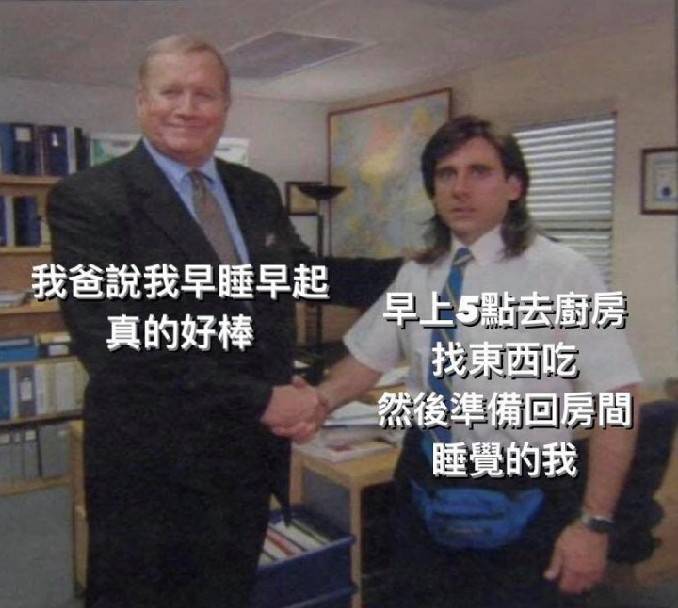 我爸說我早睡早起
真的好棒
早上5點去廚房
找東西吃
然後準備回房間
睡覺的我